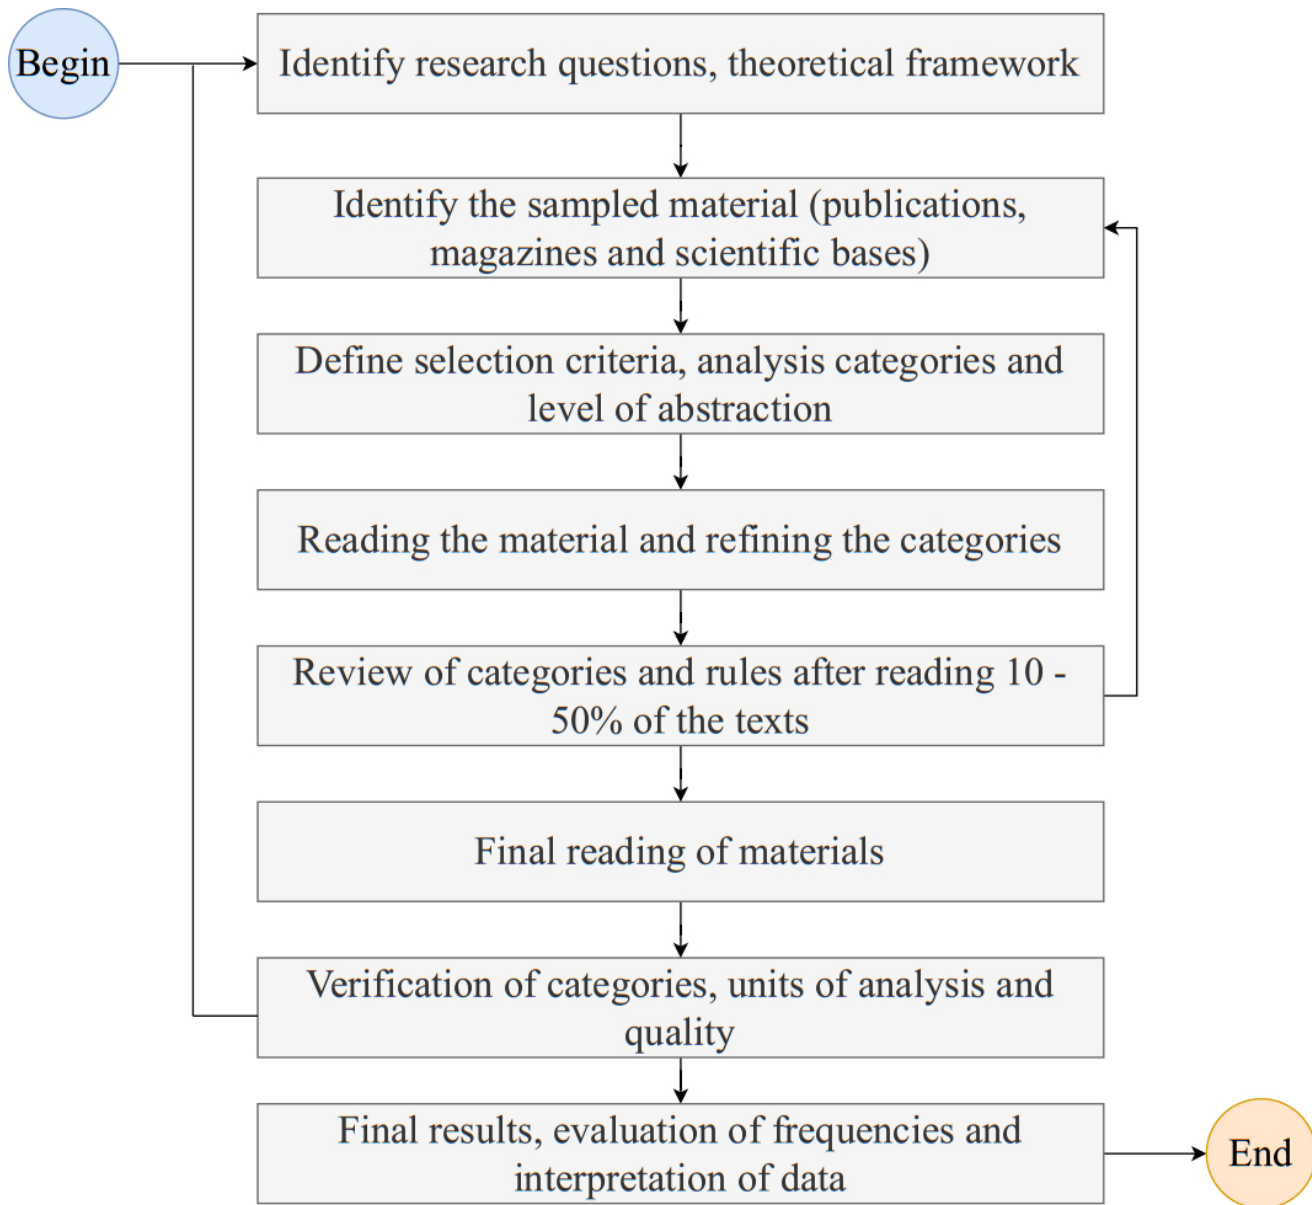 Begin
Identify research questions, theoretical framework
Identify the sampled material (publications,
magazines and scientific bases)
Define selection criteria, analysis categories and
level of abstraction
Reading the material and refining the categories
Review of categories and rules after reading 10 -
50% of the texts
Final reading of materials
Verification of categories, units of analysis and
quality
Final results, evaluation of frequencies and
interpretation of data
End